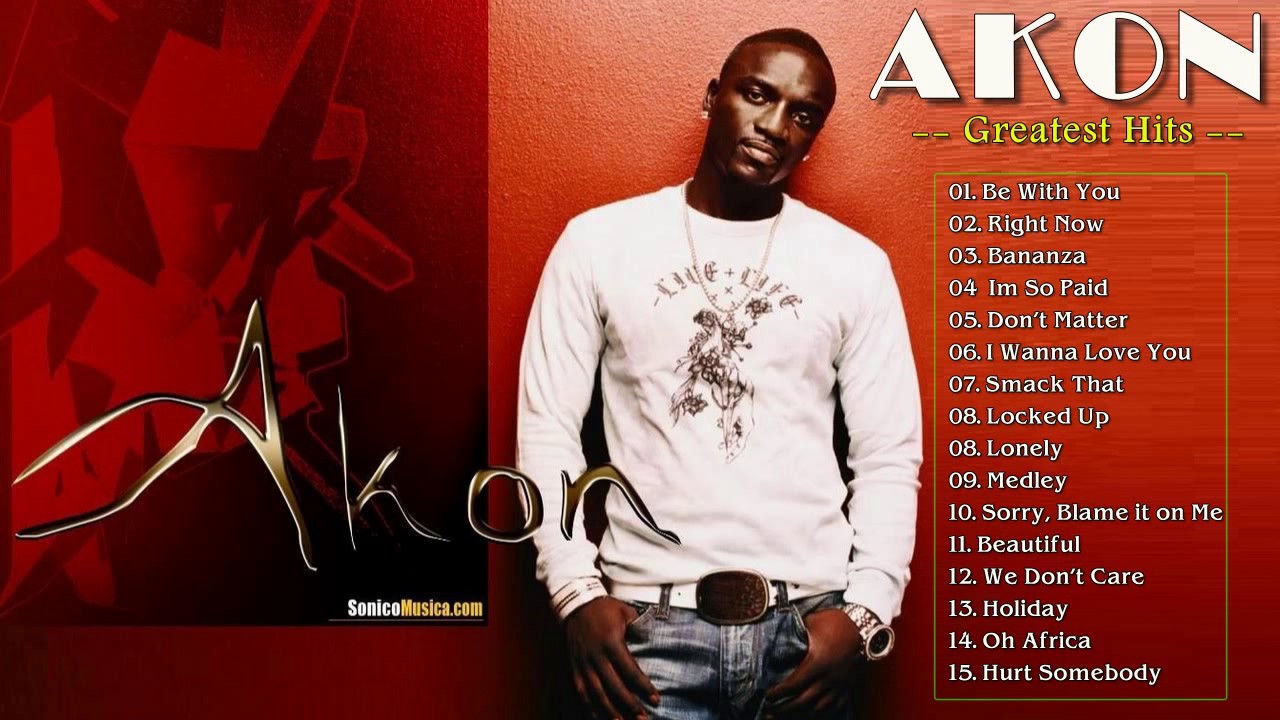 AKON
-- Greatest Hits --
01. Be With You
02. Right Now
03. Bananza
04 Im So Paid
05. Don't Matter
06. I Wanna Love You
07. Smack That
08. Locked Up
08. Lonely
09. Medley
10. Sorry, Blame it on Me
11. Beautiful
12. We Don't Care
13. Holiday
14. Oh Africa
15. Hurt Somebody
-LIVE + LIFE-
Akon
SonicoMusica.com